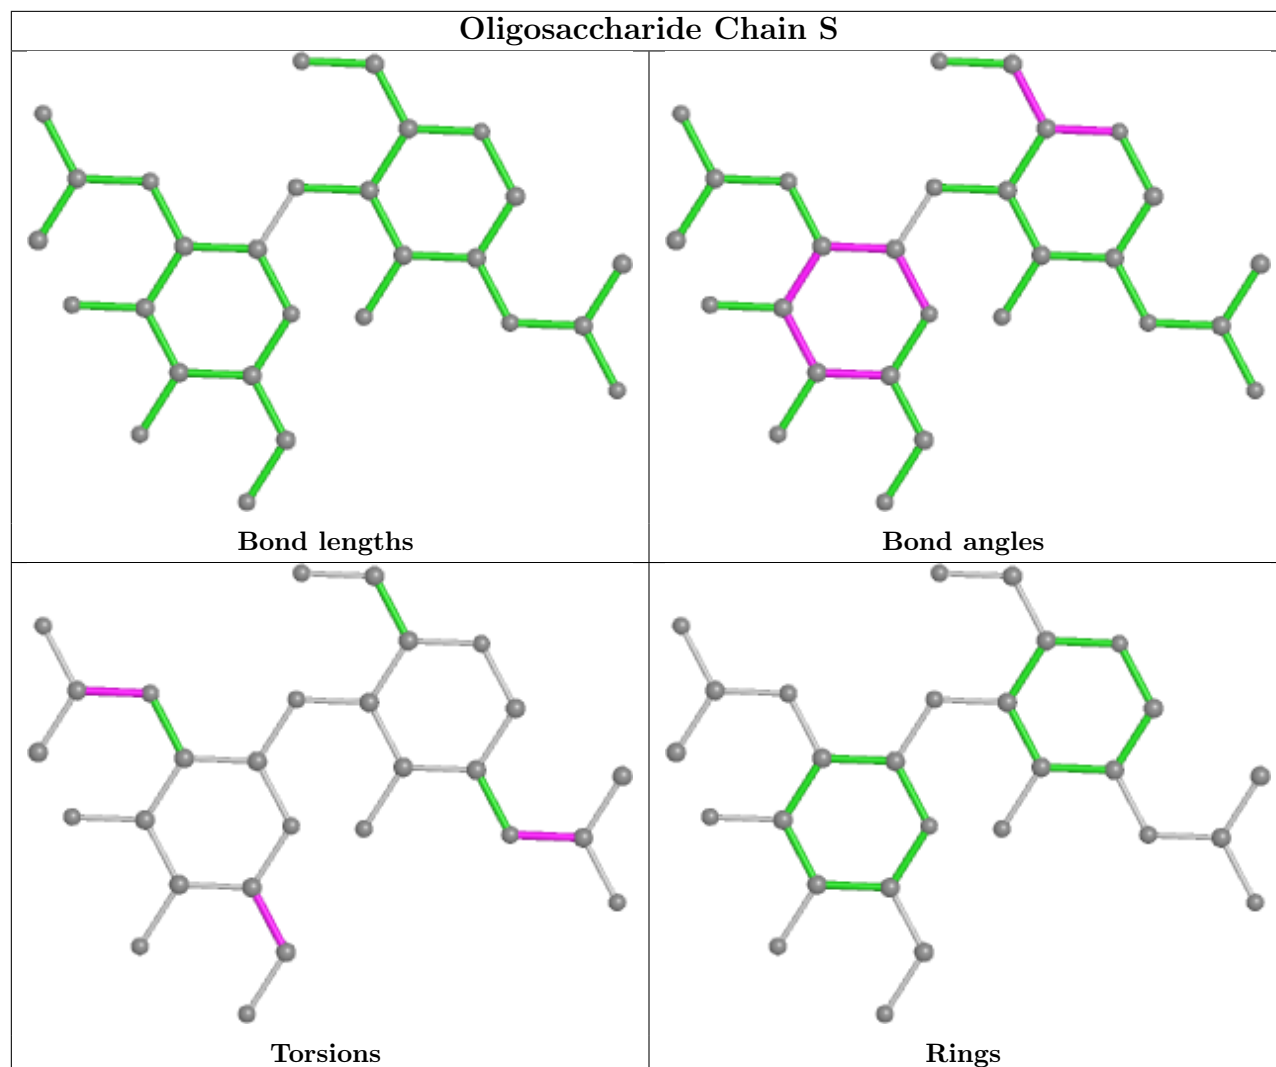 Oligosaccharide Chain S
Bond lengths
Bond angles
Torsions
Rings